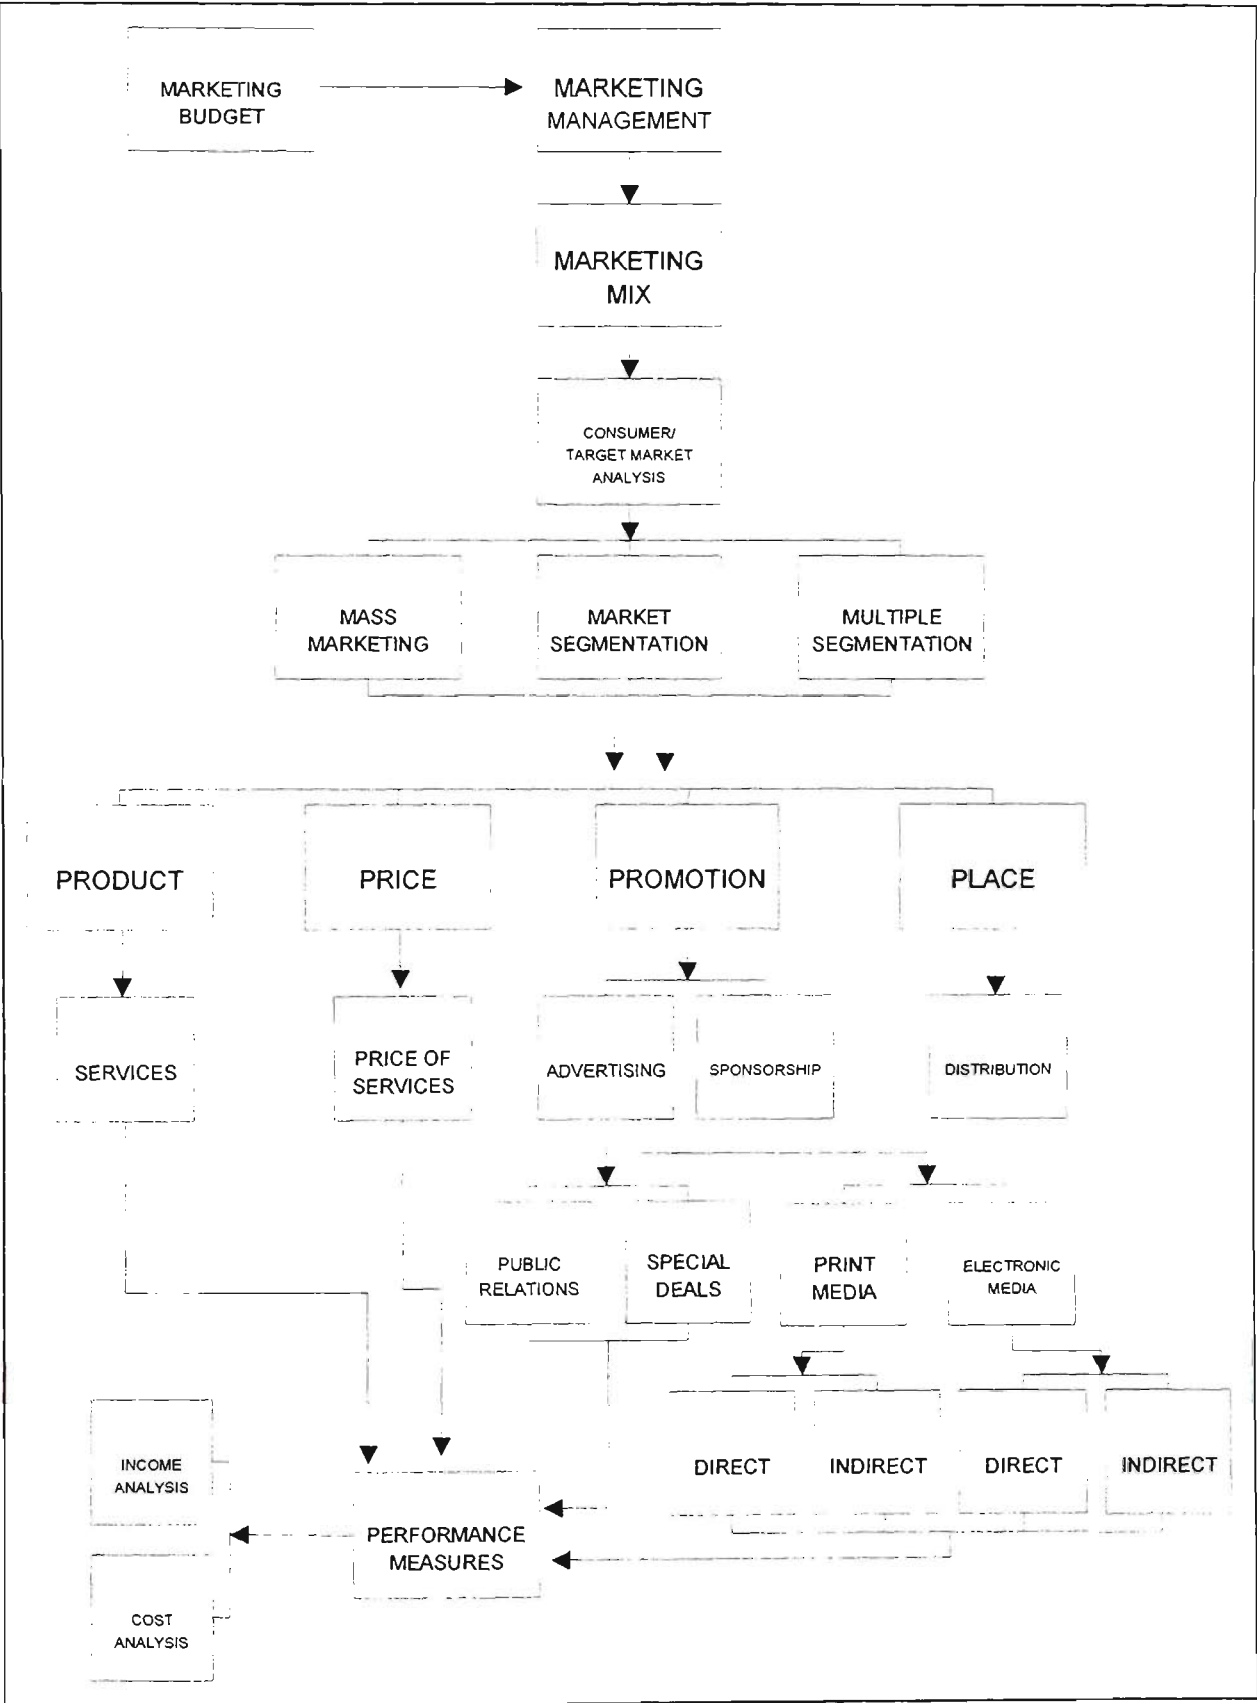 MARKETING
BUDGET
MARKETING
MANAGEMENT
MARKETING
MIX
CONSUMER/
TARGET MARKET
ANALYSIS
MASS
MARKETING
MARKET
SEGMENTATION
MULTIPLE
SEGMENTATION
PRODUCT
PRICE
PROMOTION
PLACE
SERVICES
PRICE OF
SERVICES
ADVERTISING
SPONSORSHIP
DISTRIBUTION
PUBLIC
RELATIONS
SPECIAL
DEALS
PRINT
MEDIA
ELECTRONIC
MEDIA
DIRECT
INDIRECT
DIRECT
INDIRECT
INCOME
ANALYSIS
PERFORMANCE
MEASURES
COST
ANALYSIS